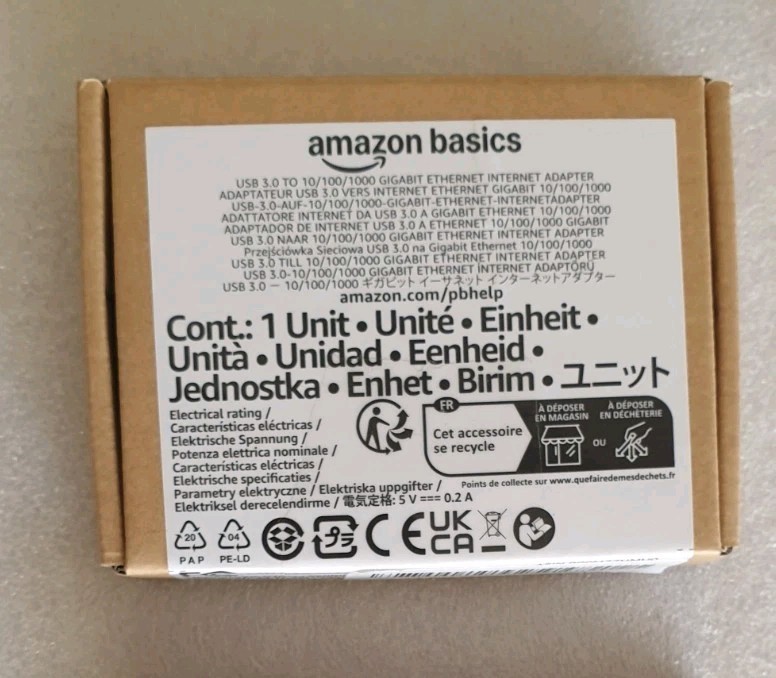 amazon basics
USB 3.0 TO 10/100/1000 GIGABIT ETHERNET INTERNET ADAPTER
ADAPTATEUR USB 3.0 VERS INTERNET ETHERNET GIGABIT 10/100/1000
USB-3.0-AUF-10/100/1000-GIGABIT-ETHERNET-INTERNETADAPTER
ADATTATORE INTERNET DA USB 3.0 A GIGABIT ETHERNET 10/100/1000
ADAPTADOR DE INTERNET USB 3.0 A ETHERNET 10/100/1000 GIGABIT
USB 3.0 NAAR 10/100/1000 GIGABIT ETHERNET INTERNET ADAPTER
Przejściówka Sieciowa USB 3.0 na Gigabit Ethernet 10/100/1000
USB 3.0 TILL 10/100/1000 GIGABIT ETHERNET INTERNET ADAPTER
USB 3.0-10/100/1000 GIGABIT ETHERNET İNTERNET ADAPTÖRÜ
USB 3.0 – 10/100/1000 ギガビット イーサネット インターネットアダプター
amazon.com/pbhelp
Cont.: 1 Unit • Unité • Einheit •
Unità • Unidad • Eenheid •
Jednostka • Enhet • Birim • ユニット
Electrical rating /
Caractéristiques eléctricas /
Elektrische Spannung /
Potenza elettrica nominale /
Características eléctricas /
Elektrische specificaties /
Parametry elektryczne / Elektriska uppgifter /
Elektriksel derecelendirme / 電気定格: 5 V === 0.2 A
FR
Cet accessoire
se recycle
À DÉPOSER
EN MAGASIN
OU
À DÉPOSER
EN DÉCHÈTERIE
Points de collecte sur www.quefairedemesdechets.fr
20
PAP
04
PE-LD
プラ
CE
UK
CA